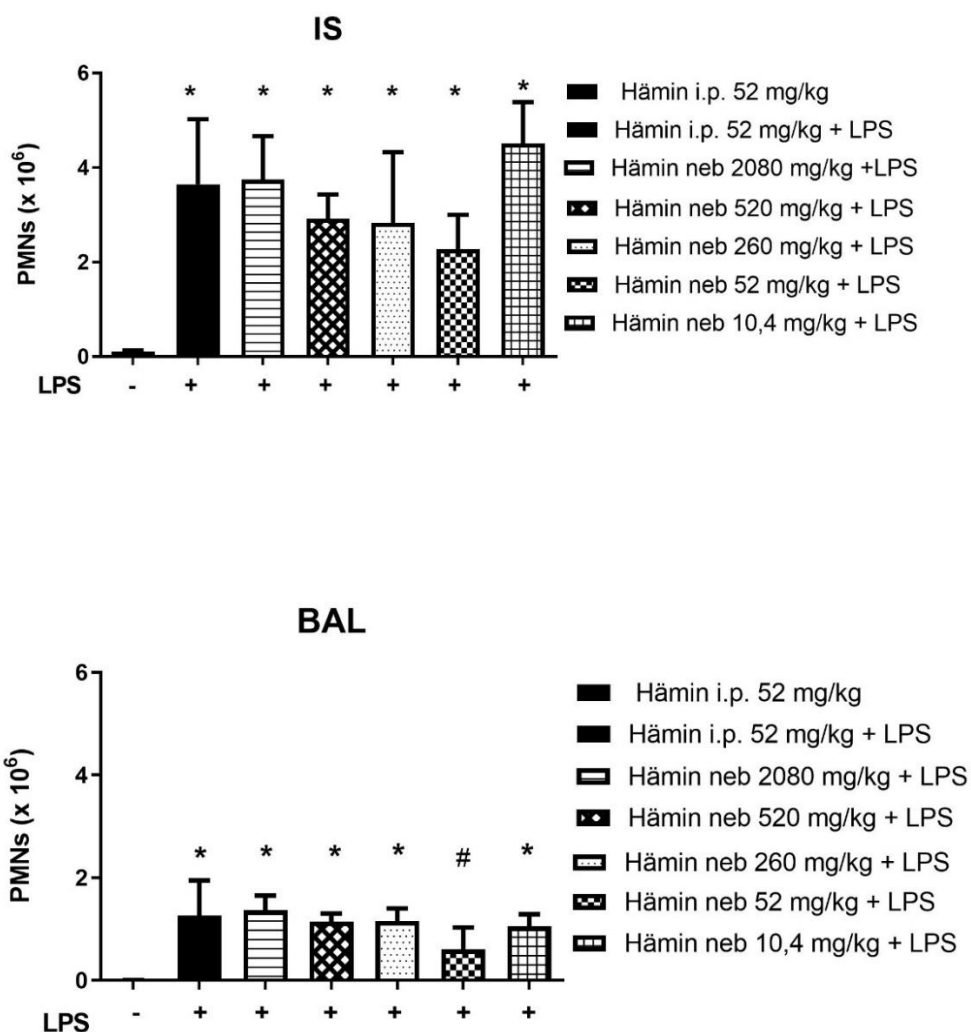 IS
PMNs (x 10⁶)
6
4
2
0
* * * * * *
LPS - + + + + + +
Hämin i.p. 52 mg/kg
Hämin i.p. 52 mg/kg + LPS
Hämin neb 2080 mg/kg +LPS
Hämin neb 520 mg/kg + LPS
Hämin neb 260 mg/kg + LPS
Hämin neb 52 mg/kg + LPS
Hämin neb 10,4 mg/kg + LPS
BAL
PMNs (x 10⁶)
6
4
2
0
* * * * # *
LPS - + + + + + +
Hämin i.p. 52 mg/kg
Hämin i.p. 52 mg/kg + LPS
Hämin neb 2080 mg/kg + LPS
Hämin neb 520 mg/kg + LPS
Hämin neb 260 mg/kg + LPS
Hämin neb 52 mg/kg + LPS
Hämin neb 10,4 mg/kg + LPS